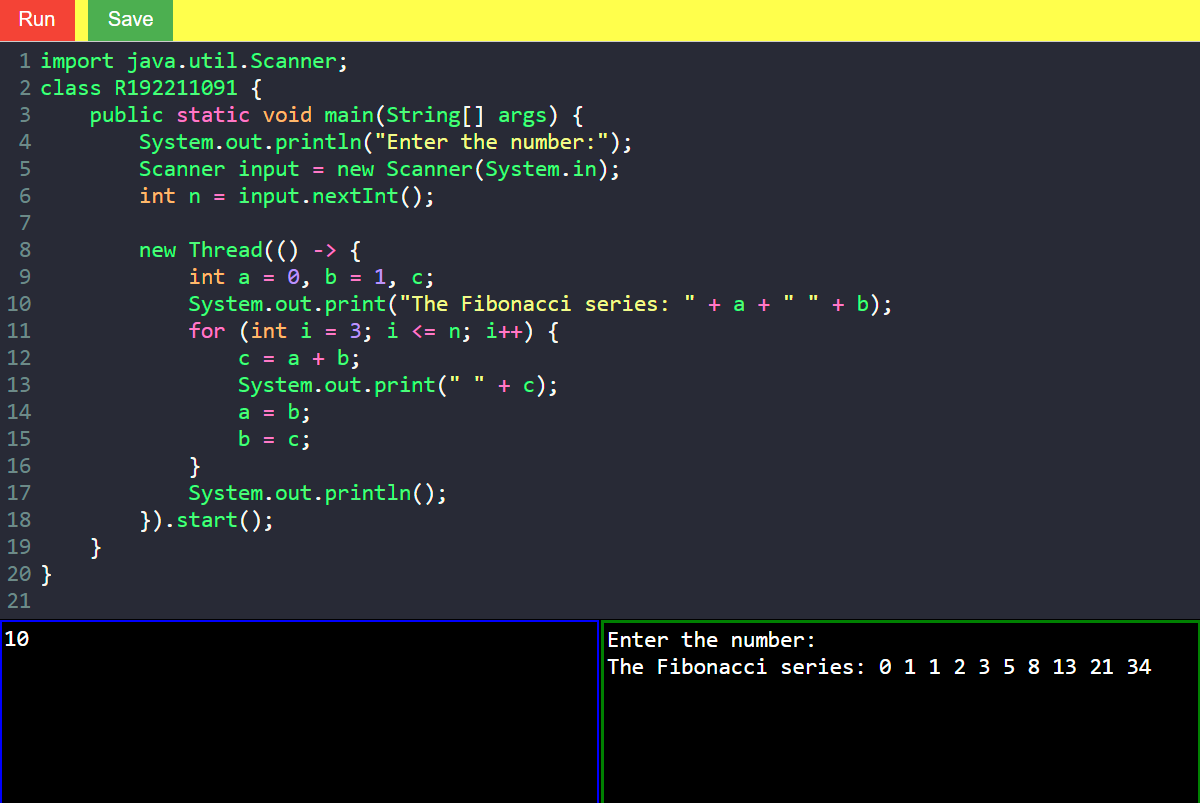 Run Save
1 import java.util.Scanner;
2 class R192211091 {
3     public static void main(String[] args) {
4         System.out.println("Enter the number:");
5         Scanner input = new Scanner(System.in);
6         int n = input.nextInt();
7
8         new Thread(() -> {
9             int a = 0, b = 1, c;
10             System.out.print("The Fibonacci series: " + a + " " + b);
11             for (int i = 3; i <= n; i++) {
12                 c = a + b;
13                 System.out.print(" " + c);
14                 a = b;
15                 b = c;
16             }
17             System.out.println();
18         }).start();
19     }
20 }
21
10
Enter the number:
The Fibonacci series: 0 1 1 2 3 5 8 13 21 34